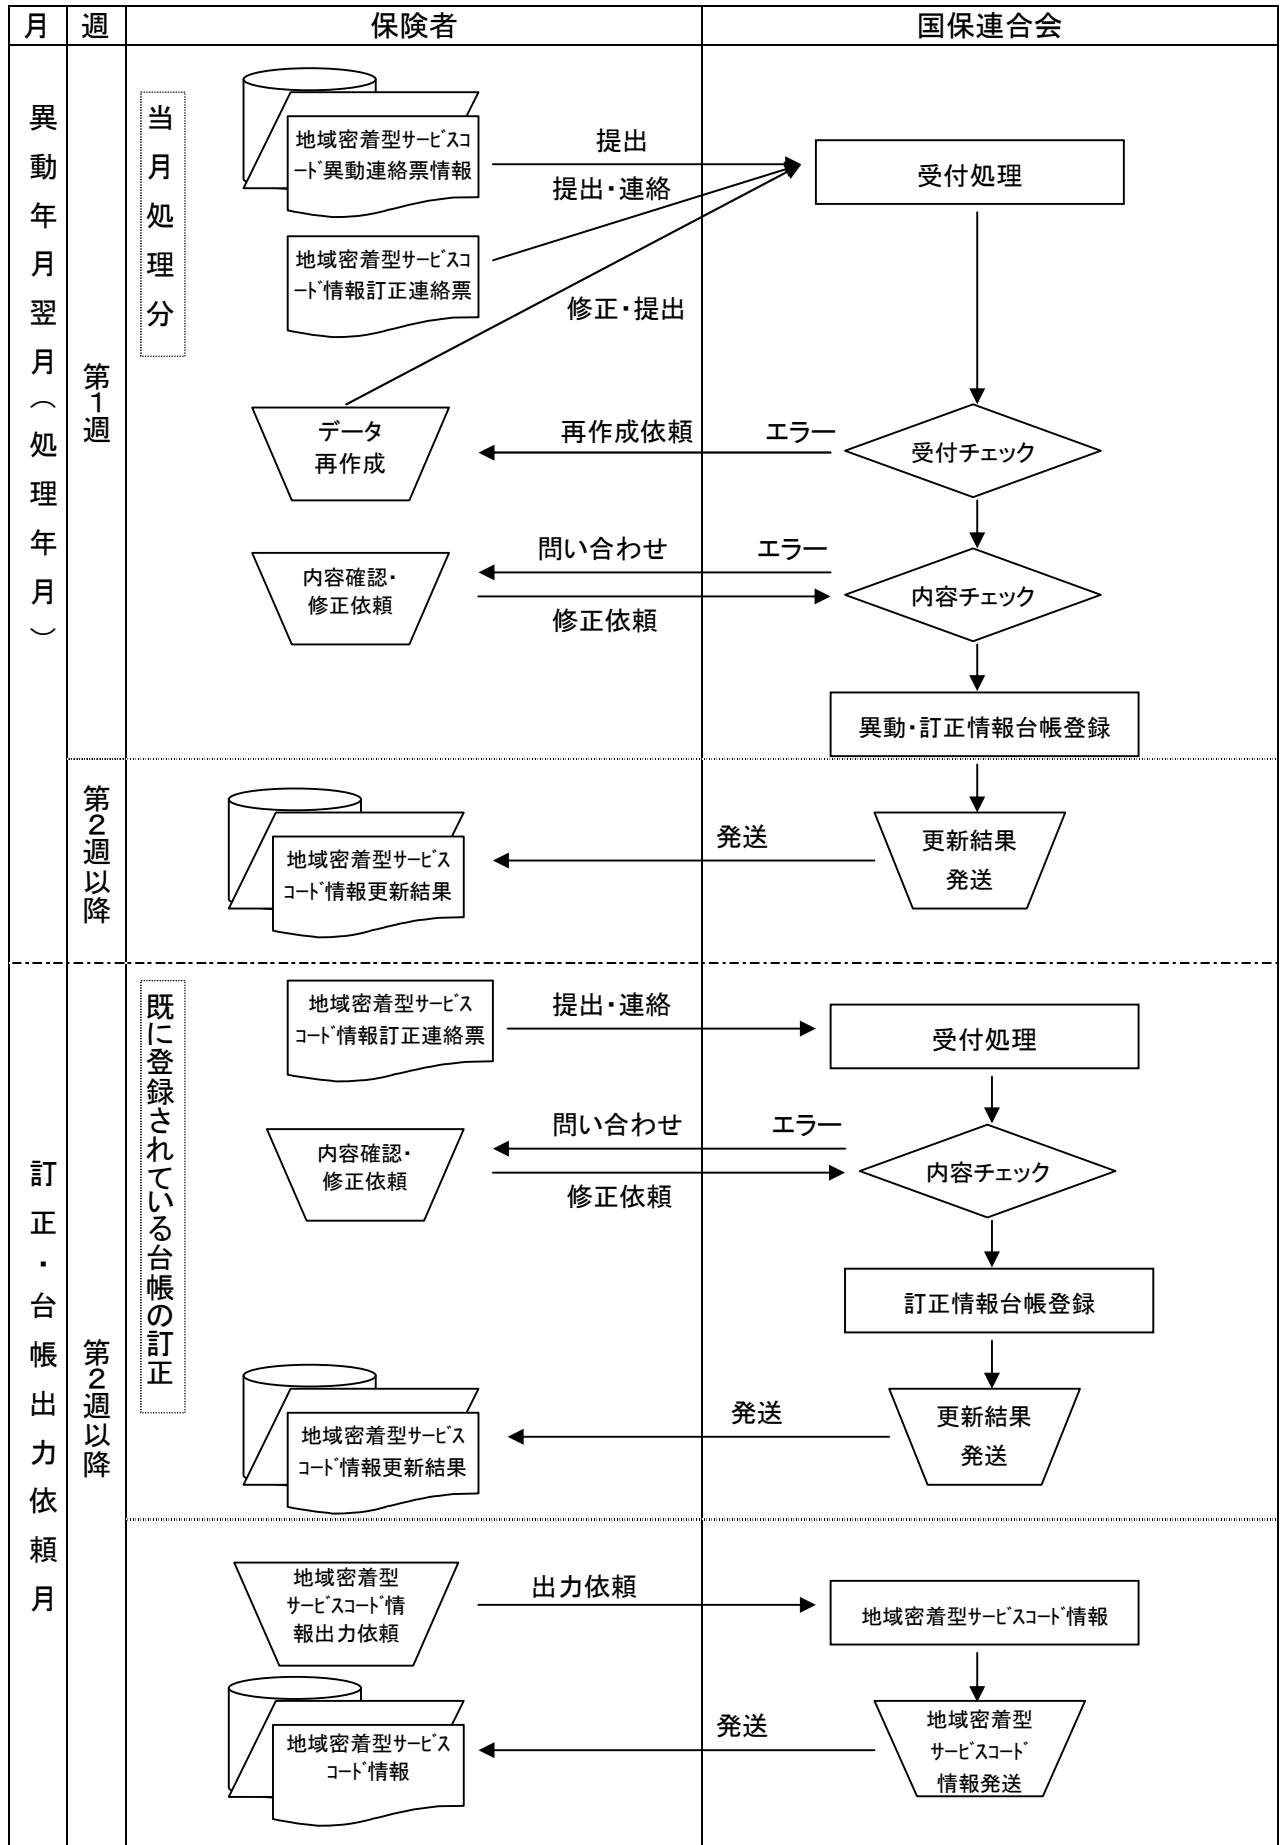 月
週
保険者
国保連合会
異動年月翌月（処理年月）
第1週
当月処理分
地域密着型ｻｰﾋﾞｽｺ
ｰﾄﾞ異動連絡票情報
提出
受付処理
提出・連絡
地域密着型ｻｰﾋﾞｽｺ
ｰﾄﾞ情報訂正連絡票
修正・提出
データ
再作成
再作成依頼
エラー
受付チェック
問い合わせ
エラー
内容確認・
修正依頼
内容チェック
修正依頼
異動・訂正情報台帳登録
第2週以降
地域密着型ｻｰﾋﾞｽ
ｺｰﾄﾞ情報更新結果
発送
更新結果
発送
訂正・台帳出力依頼月
第2週以降
既に登録されている台帳の訂正
地域密着型ｻｰﾋﾞｽ
ｺｰﾄﾞ情報訂正連絡票
提出・連絡
受付処理
問い合わせ
エラー
内容確認・
修正依頼
内容チェック
修正依頼
訂正情報台帳登録
地域密着型ｻｰﾋﾞｽ
ｺｰﾄﾞ情報更新結果
発送
更新結果
発送
地域密着型
ｻｰﾋﾞｽｺｰﾄﾞ情
報出力依頼
出力依頼
地域密着型ｻｰﾋﾞｽｺｰﾄﾞ情報
地域密着型ｻｰﾋﾞｽ
ｺｰﾄﾞ情報
発送
地域密着型
ｻｰﾋﾞｽｺｰﾄﾞ
情報発送